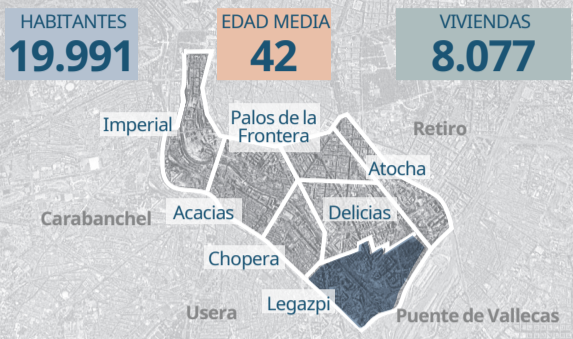 HABITANTES
19.991
EDAD MEDIA
42
VIVIENDAS
8.077
Imperial
Palos de la
Frontera
Retiro
Atocha
Carabanchel
Acacias
Delicias
Chopera
Legazpi
Usera
Puente de Vallecas